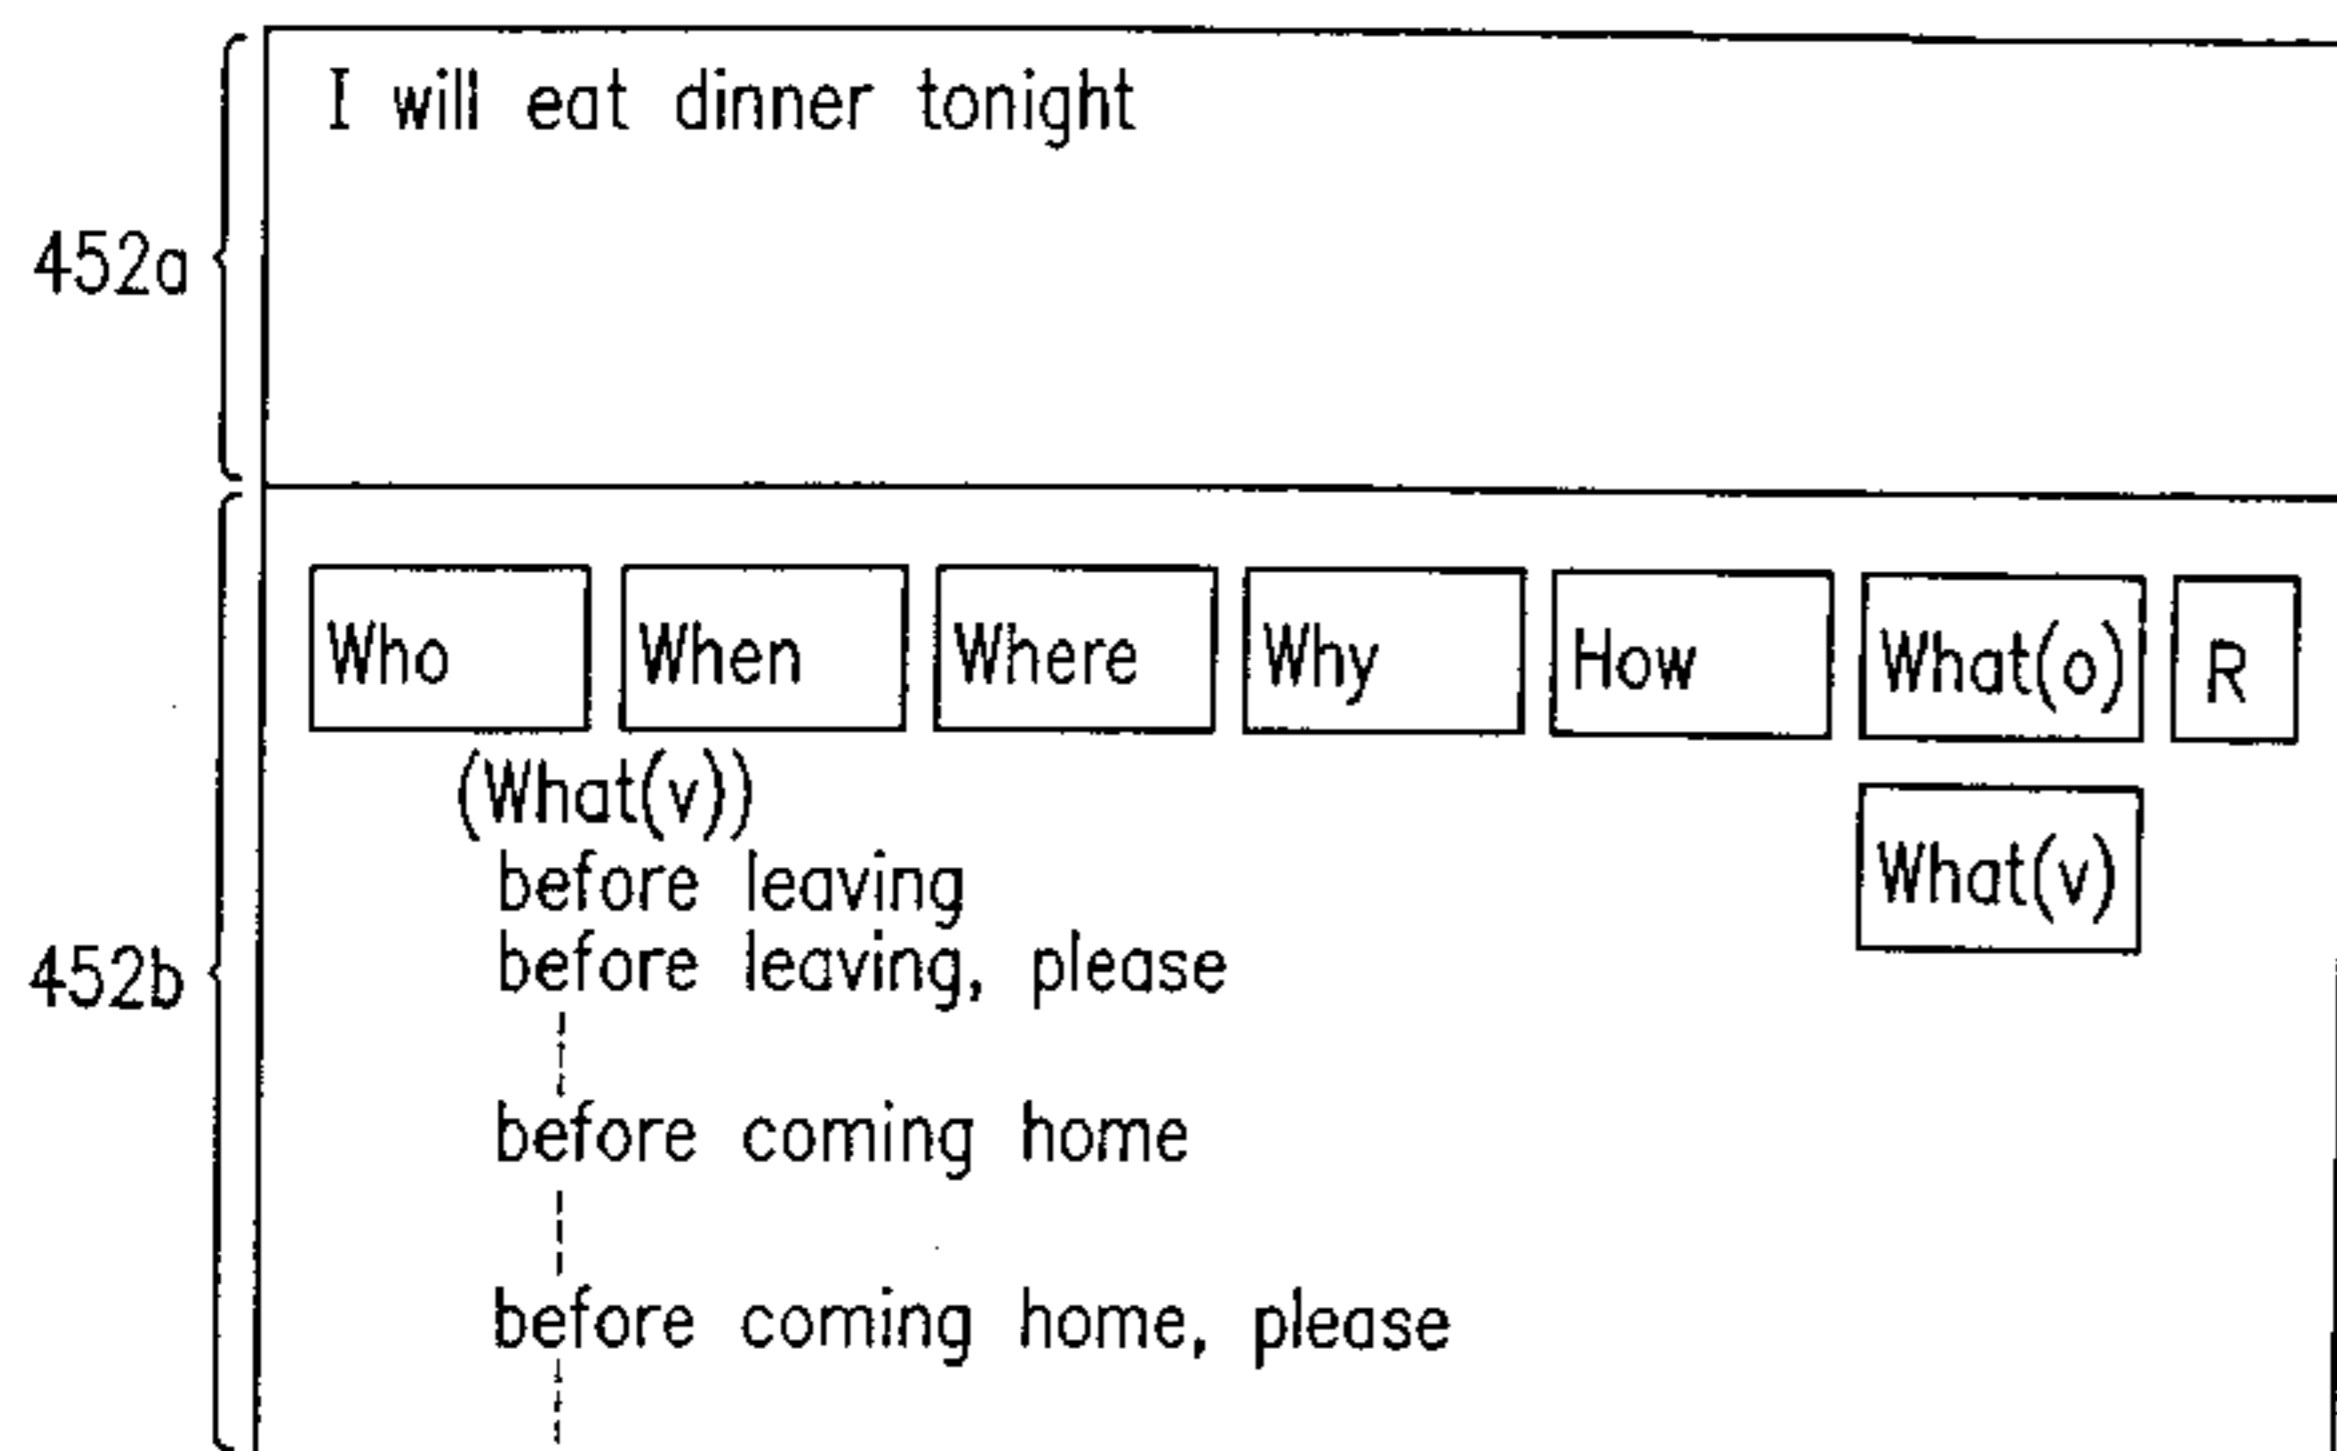 I will eat dinner tonight
452a
Who When Where Why How What(o) R
(What(v))
What(v)
before leaving
452b
before leaving, please
before coming home
before coming home, please